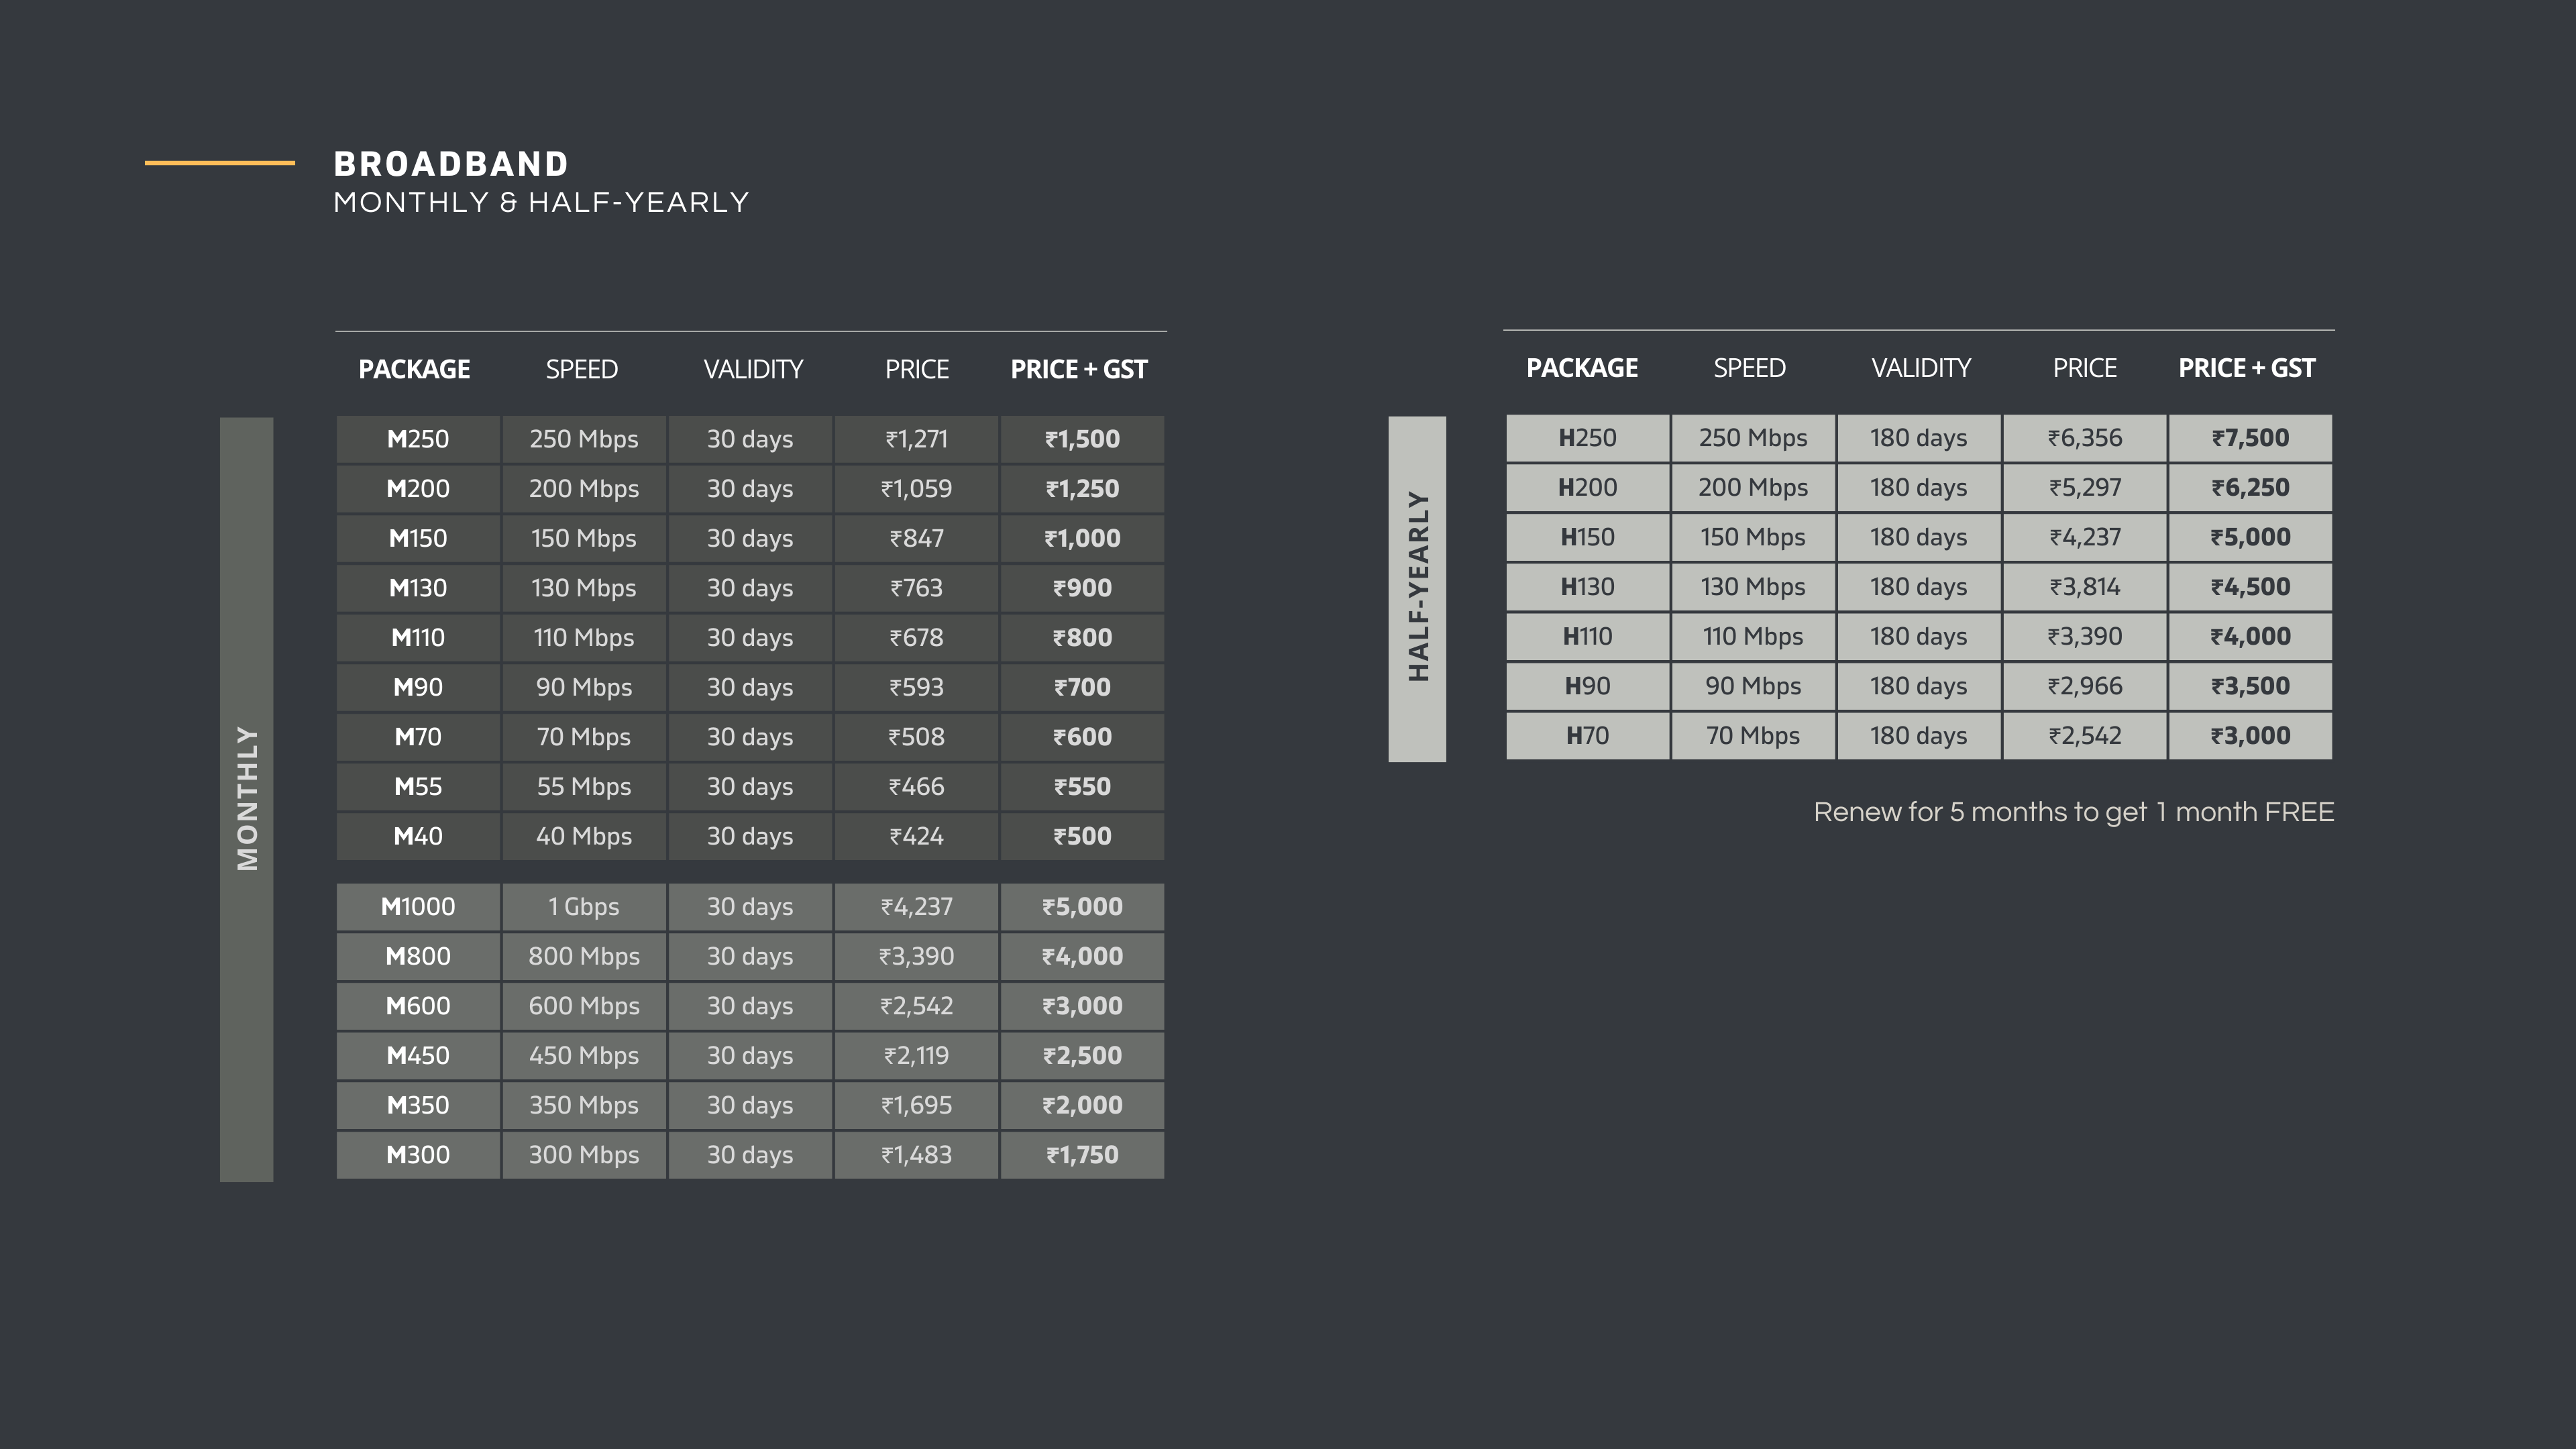 BROADBAND
MONTHLY & HALF-YEARLY
PACKAGE SPEED VALIDITY PRICE PRICE + GST
MONTHLY
M250 250 Mbps 30 days ₹1,271 ₹1,500
M200 200 Mbps 30 days ₹1,059 ₹1,250
M150 150 Mbps 30 days ₹847 ₹1,000
M130 130 Mbps 30 days ₹763 ₹900
M110 110 Mbps 30 days ₹678 ₹800
M90 90 Mbps 30 days ₹593 ₹700
M70 70 Mbps 30 days ₹508 ₹600
M55 55 Mbps 30 days ₹466 ₹550
M40 40 Mbps 30 days ₹424 ₹500
M1000 1 Gbps 30 days ₹4,237 ₹5,000
M800 800 Mbps 30 days ₹3,390 ₹4,000
M600 600 Mbps 30 days ₹2,542 ₹3,000
M450 450 Mbps 30 days ₹2,119 ₹2,500
M350 350 Mbps 30 days ₹1,695 ₹2,000
M300 300 Mbps 30 days ₹1,483 ₹1,750
PACKAGE SPEED VALIDITY PRICE PRICE + GST
HALF-YEARLY
H250 250 Mbps 180 days ₹6,356 ₹7,500
H200 200 Mbps 180 days ₹5,297 ₹6,250
H150 150 Mbps 180 days ₹4,237 ₹5,000
H130 130 Mbps 180 days ₹3,814 ₹4,500
H110 110 Mbps 180 days ₹3,390 ₹4,000
H90 90 Mbps 180 days ₹2,966 ₹3,500
H70 70 Mbps 180 days ₹2,542 ₹3,000
Renew for 5 months to get 1 month FREE